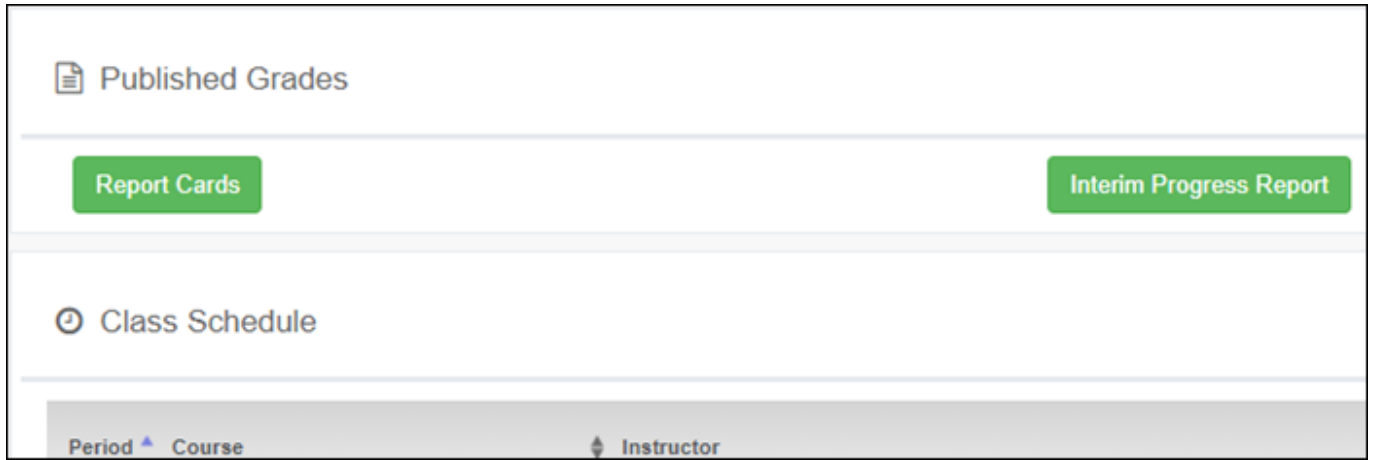 Published Grades
Report Cards Interim Progress Report
Class Schedule
Period Course Instructor